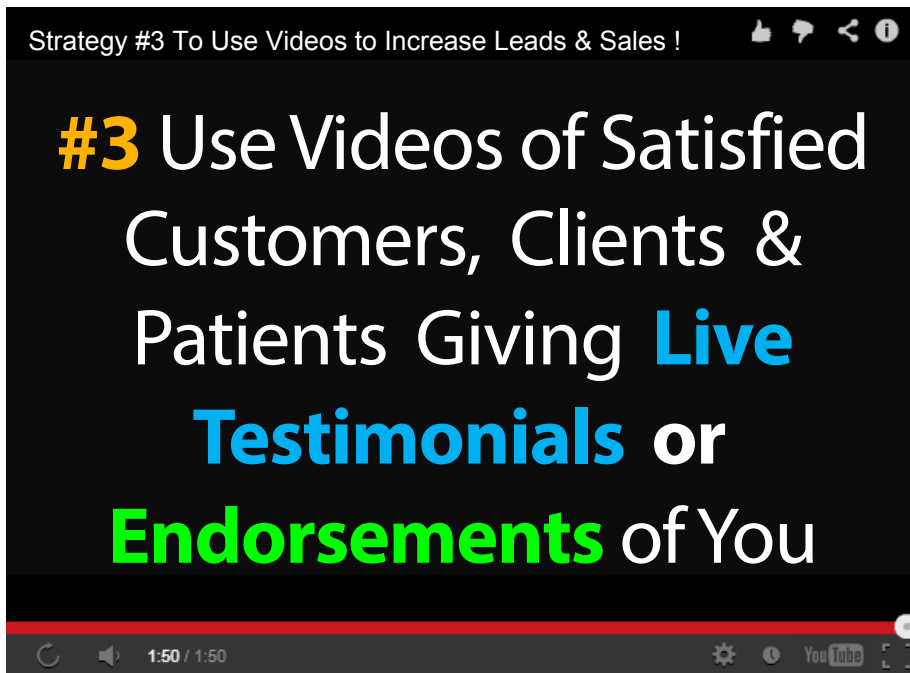 Strategy #3 To Use Videos to Increase Leads & Sales !
#3 Use Videos of Satisfied
Customers, Clients &
Patients Giving Live
Testimonials or
Endorsements of You
1:50 / 1:50
YouTube